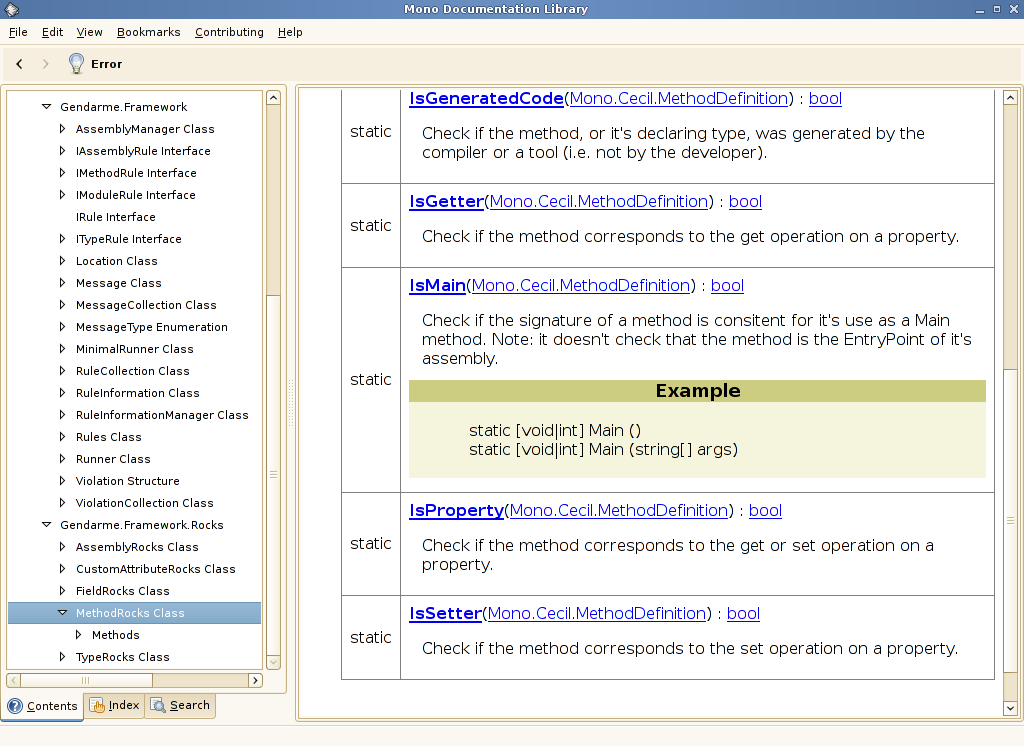 Mono Documentation Library
File Edit View Bookmarks Contributing Help
Error
Gendarme.Framework
AssemblyManager Class
IAssemblyRule Interface
IMethodRule Interface
IModuleRule Interface
IRule Interface
ITypeRule Interface
Location Class
Message Class
MessageCollection Class
MessageType Enumeration
MinimalRunner Class
RuleCollection Class
RuleInformation Class
RuleInformationManager Class
Rules Class
Runner Class
Violation Structure
ViolationCollection Class
Gendarme.Framework.Rocks
AssemblyRocks Class
CustomAttributeRocks Class
FieldRocks Class
MethodRocks Class
Methods
TypeRocks Class
Contents Index Search
IsGeneratedCode(Mono.Cecil.MethodDefinition) : bool
static
Check if the method, or it's declaring type, was generated by the
compiler or a tool (i.e. not by the developer).
IsGetter(Mono.Cecil.MethodDefinition) : bool
static
Check if the method corresponds to the get operation on a property.
IsMain(Mono.Cecil.MethodDefinition) : bool
Check if the signature of a method is consitent for it's use as a Main
method. Note: it doesn't check that the method is the EntryPoint of it's
assembly.
static
Example
static [void|int] Main ()
static [void|int] Main (string[] args)
IsProperty(Mono.Cecil.MethodDefinition) : bool
static
Check if the method corresponds to the get or set operation on a
property.
IsSetter(Mono.Cecil.MethodDefinition) : bool
static
Check if the method corresponds to the set operation on a property.